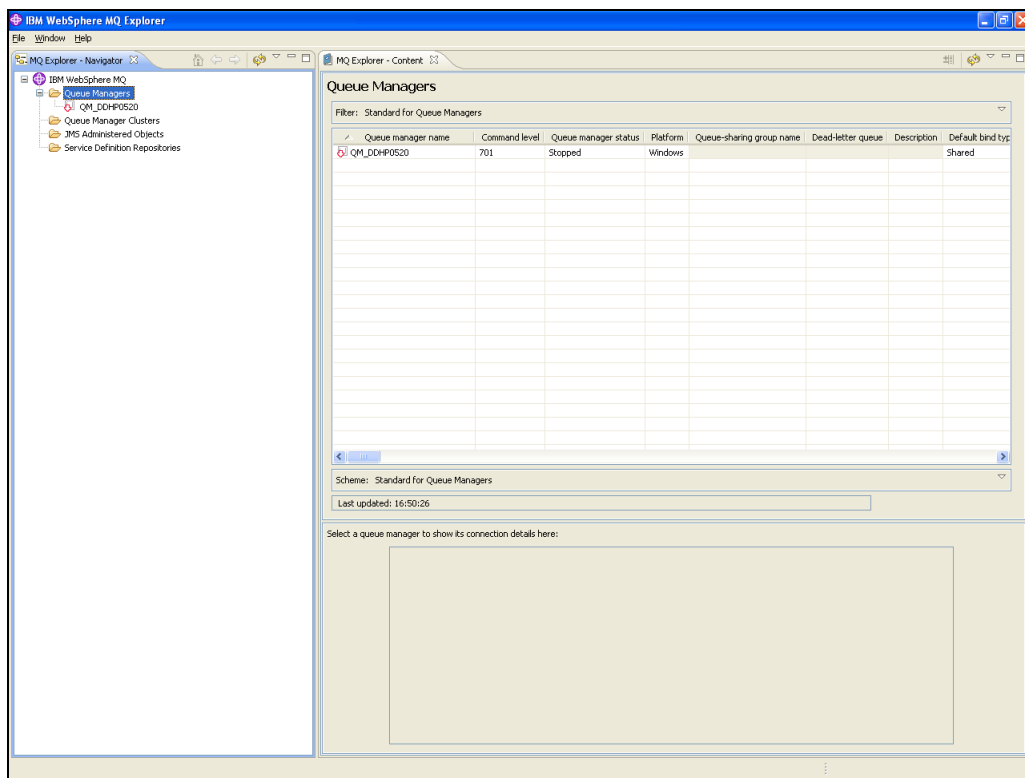 IBM WebSphere MQ Explorer
File Window Help
MQ Explorer - Navigator
IBM WebSphere MQ
Queue Managers
QM_DDHP0520
Queue Manager Clusters
JMS Administered Objects
Service Definition Repositories
MQ Explorer - Content
Queue Managers
Filter: Standard for Queue Managers
Queue manager name Command level Queue manager status Platform Queue-sharing group name Dead-letter queue Description Default bind typ
QM_DDHP0520 701 Stopped Windows Shared
Scheme: Standard for Queue Managers
Last updated: 16:50:26
Select a queue manager to show its connection details here: